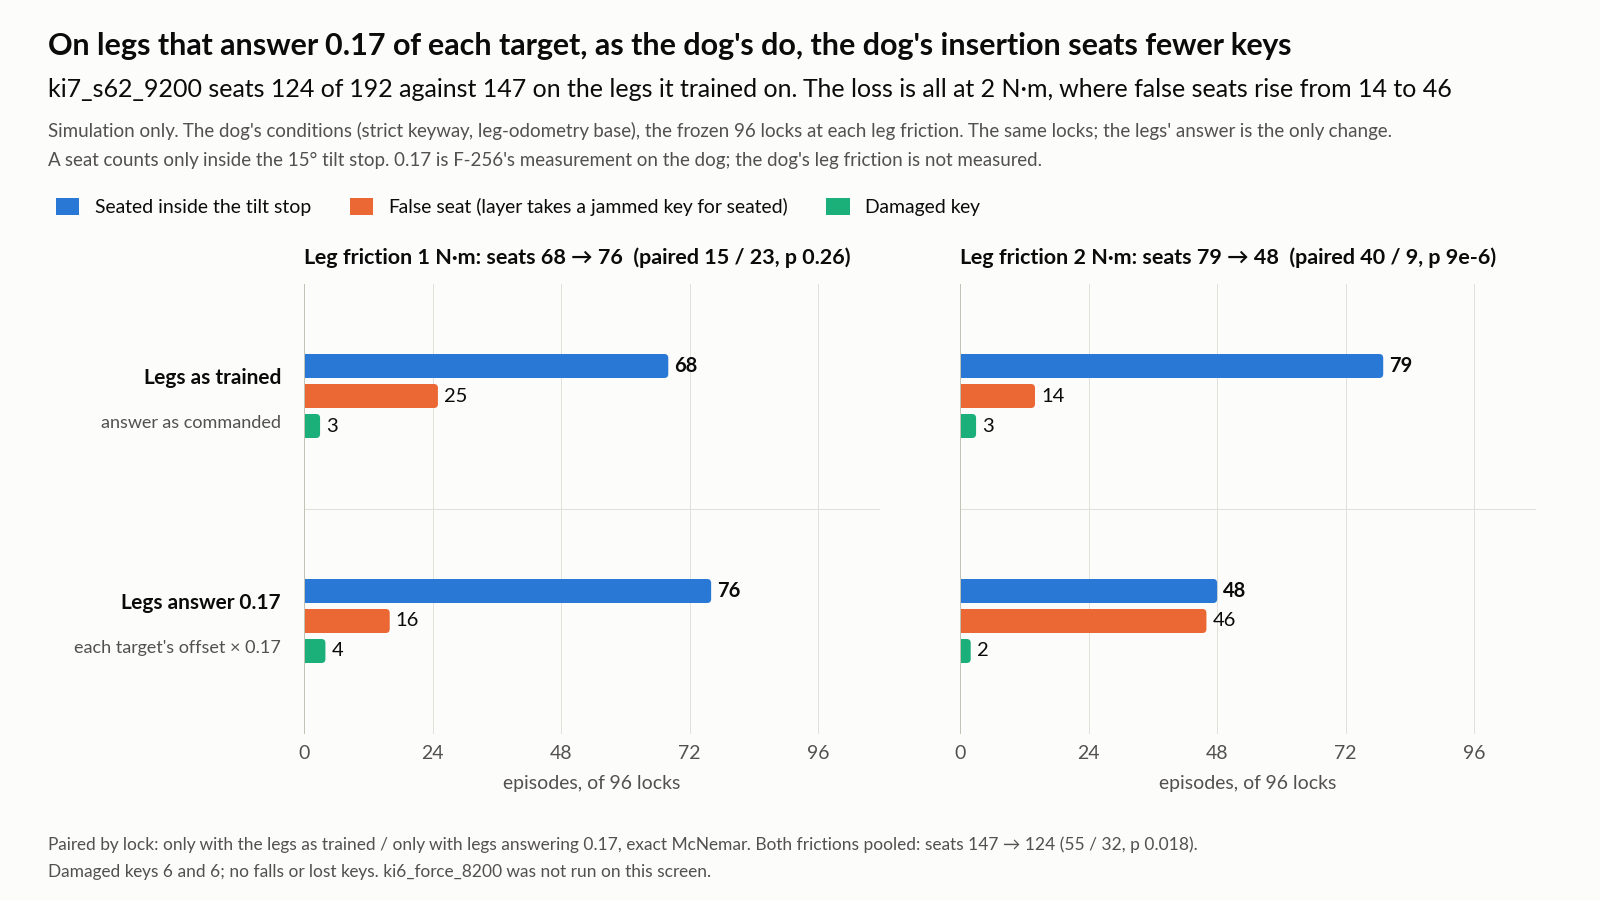 On legs that answer 0.17 of each target, as the dog's do, the dog's insertion seats fewer keys
ki7_s62_9200 seats 124 of 192 against 147 on the legs it trained on. The loss is all at 2 N·m, where false seats rise from 14 to 46
Simulation only. The dog's conditions (strict keyway, leg-odometry base), the frozen 96 locks at each leg friction. The same locks; the legs' answer is the only change.
A seat counts only inside the 15° tilt stop. 0.17 is F-256's measurement on the dog; the dog's leg friction is not measured.
Seated inside the tilt stop False seat (layer takes a jammed key for seated) Damaged key
Leg friction 1 N·m: seats 68 → 76 (paired 15 / 23, p 0.26)
Leg friction 2 N·m: seats 79 → 48 (paired 40 / 9, p 9e-6)
Legs as trained
answer as commanded
68
25
3
79
14
3
Legs answer 0.17
each target's offset × 0.17
76
16
4
48
46
2
0 24 48 72 96
0 24 48 72 96
episodes, of 96 locks
episodes, of 96 locks
Paired by lock: only with the legs as trained / only with legs answering 0.17, exact McNemar. Both frictions pooled: seats 147 → 124 (55 / 32, p 0.018).
Damaged keys 6 and 6; no falls or lost keys. ki6_force_8200 was not run on this screen.